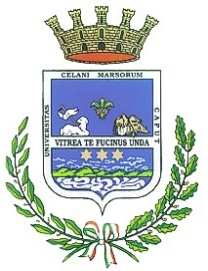 CELANI MARSORUM
UNIVERSITAS
CAPUT
VITREA TE FUCINUS UNDA